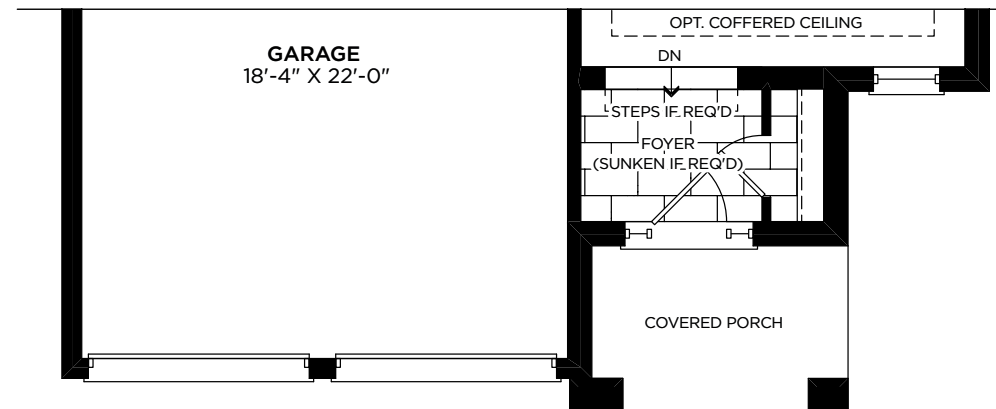 OPT. COFFERED CEILING
GARAGE
18'-4" X 22'-0"
DN
STEPS IF REQ'D
FOYER
(SUNKEN IF REQ'D)
COVERED PORCH